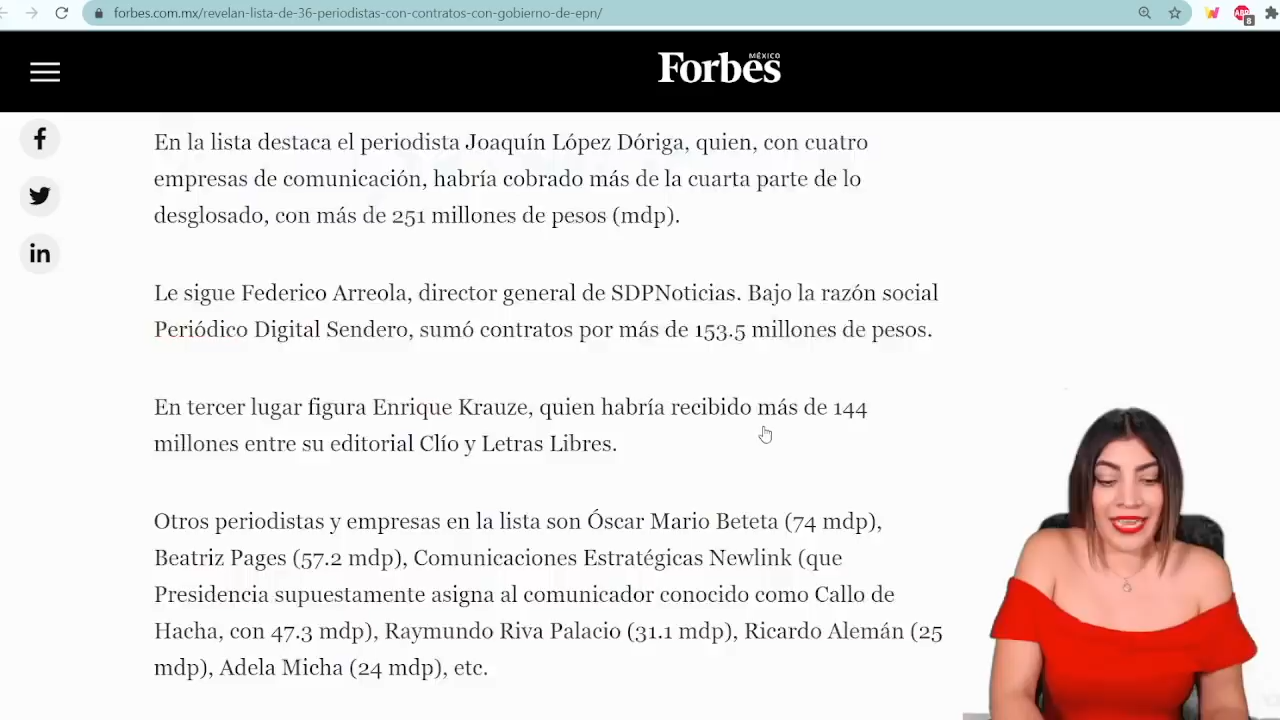 forbes.com.mx/revelan-lista-de-36-periodistas-con-contratos-con-gobierno-de-epn/
8
MÉXICO
Forbes
En la lista destaca el periodista Joaquín López Dóriga, quien, con cuatro
empresas de comunicación, habría cobrado más de la cuarta parte de lo
desglosado, con más de 251 millones de pesos (mdp).
Le sigue Federico Arreola, director general de SDPNoticias. Bajo la razón social
Periódico Digital Sendero, sumó contratos por más de 153.5 millones de pesos.
En tercer lugar figura Enrique Krauze, quien habría recibido más de 144
millones entre su editorial Clío y Letras Libres.
Otros periodistas y empresas en la lista son Óscar Mario Beteta (74 mdp),
Beatriz Pages (57.2 mdp), Comunicaciones Estratégicas Newlink (que
Presidencia supuestamente asigna al comunicador conocido como Callo de
Hacha, con 47.3 mdp), Raymundo Riva Palacio (31.1 mdp), Ricardo Alemán (25
mdp), Adela Micha (24 mdp), etc.